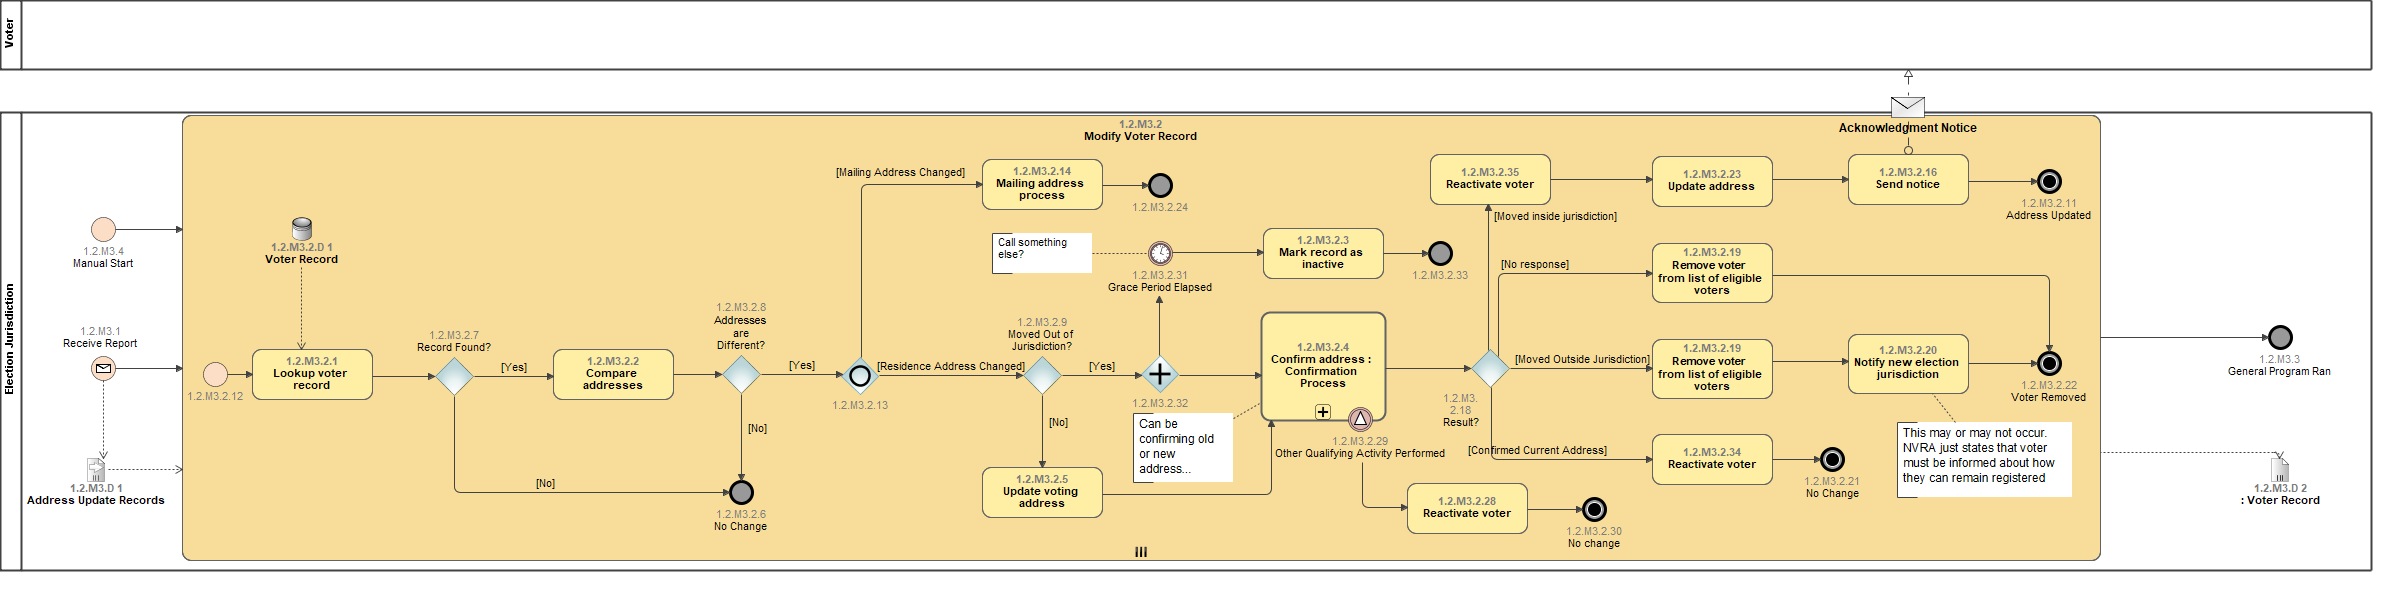 Voter
Election Jurisdiction
1.2.M3.2
Modify Voter Record
Acknowledgment Notice
1.2.M3.4
Manual Start
1.2.M3.1
Receive Report
1.2.M3.D 1
Address Update Records
1.2.M3.2.12
1.2.M3.2.D 1
Voter Record
1.2.M3.2.1
Lookup voter
record
1.2.M3.2.7
Record Found?
[Yes]
[No]
1.2.M3.2.2
Compare
addresses
1.2.M3.2.8
Addresses
are
Different?
[Yes]
[No]
1.2.M3.2.6
No Change
1.2.M3.2.13
[Mailing Address Changed]
1.2.M3.2.14
Mailing address
process
1.2.M3.2.24
[Residence Address Changed]
1.2.M3.2.9
Moved Out of
Jurisdiction?
[Yes]
[No]
1.2.M3.2.5
Update voting
address
1.2.M3.2.32
Call something
else?
1.2.M3.2.31
Grace Period Elapsed
1.2.M3.2.3
Mark record as
inactive
1.2.M3.2.33
Can be
confirming old
or new
address...
1.2.M3.2.4
Confirm address :
Confirmation
Process
1.2.M3.2.29
Other Qualifying Activity Performed
1.2.M3.2.28
Reactivate voter
1.2.M3.2.30
No change
1.2.M3.
2.18
Result?
[Moved inside jurisdiction]
1.2.M3.2.35
Reactivate voter
1.2.M3.2.23
Update address
1.2.M3.2.16
Send notice
1.2.M3.2.11
Address Updated
[No response]
1.2.M3.2.19
Remove voter
from list of eligible
voters
[Moved Outside Jurisdiction]
1.2.M3.2.19
Remove voter
from list of eligible
voters
1.2.M3.2.20
Notify new election
jurisdiction
1.2.M3.2.22
Voter Removed
[Confirmed Current Address]
1.2.M3.2.34
Reactivate voter
1.2.M3.2.21
No Change
This may or may not occur.
NVRA just states that voter
must be informed about how
they can remain registered
1.2.M3.3
General Program Ran
1.2.M3.D 2
: Voter Record